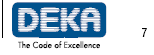 DEKA
7
The Code of Excellence